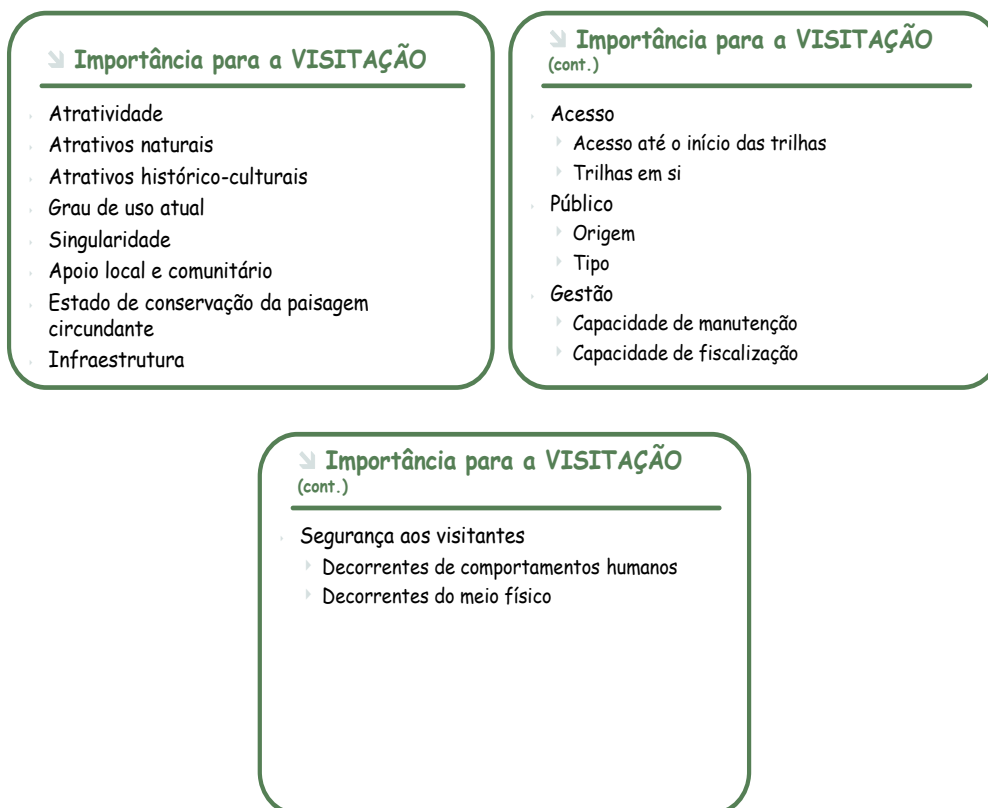 Importância para a VISITAÇÃO
Atratividade
Atrativos naturais
Atrativos histórico-culturais
Grau de uso atual
Singularidade
Apoio local e comunitário
Estado de conservação da paisagem
circundante
Infraestrutura
Importância para a VISITAÇÃO
(cont.)
Acesso
Acesso até o início das trilhas
Trilhas em si
Público
Origem
Tipo
Gestão
Capacidade de manutenção
Capacidade de fiscalização
Importância para a VISITAÇÃO
(cont.)
Segurança aos visitantes
Decorrentes de comportamentos humanos
Decorrentes do meio físico